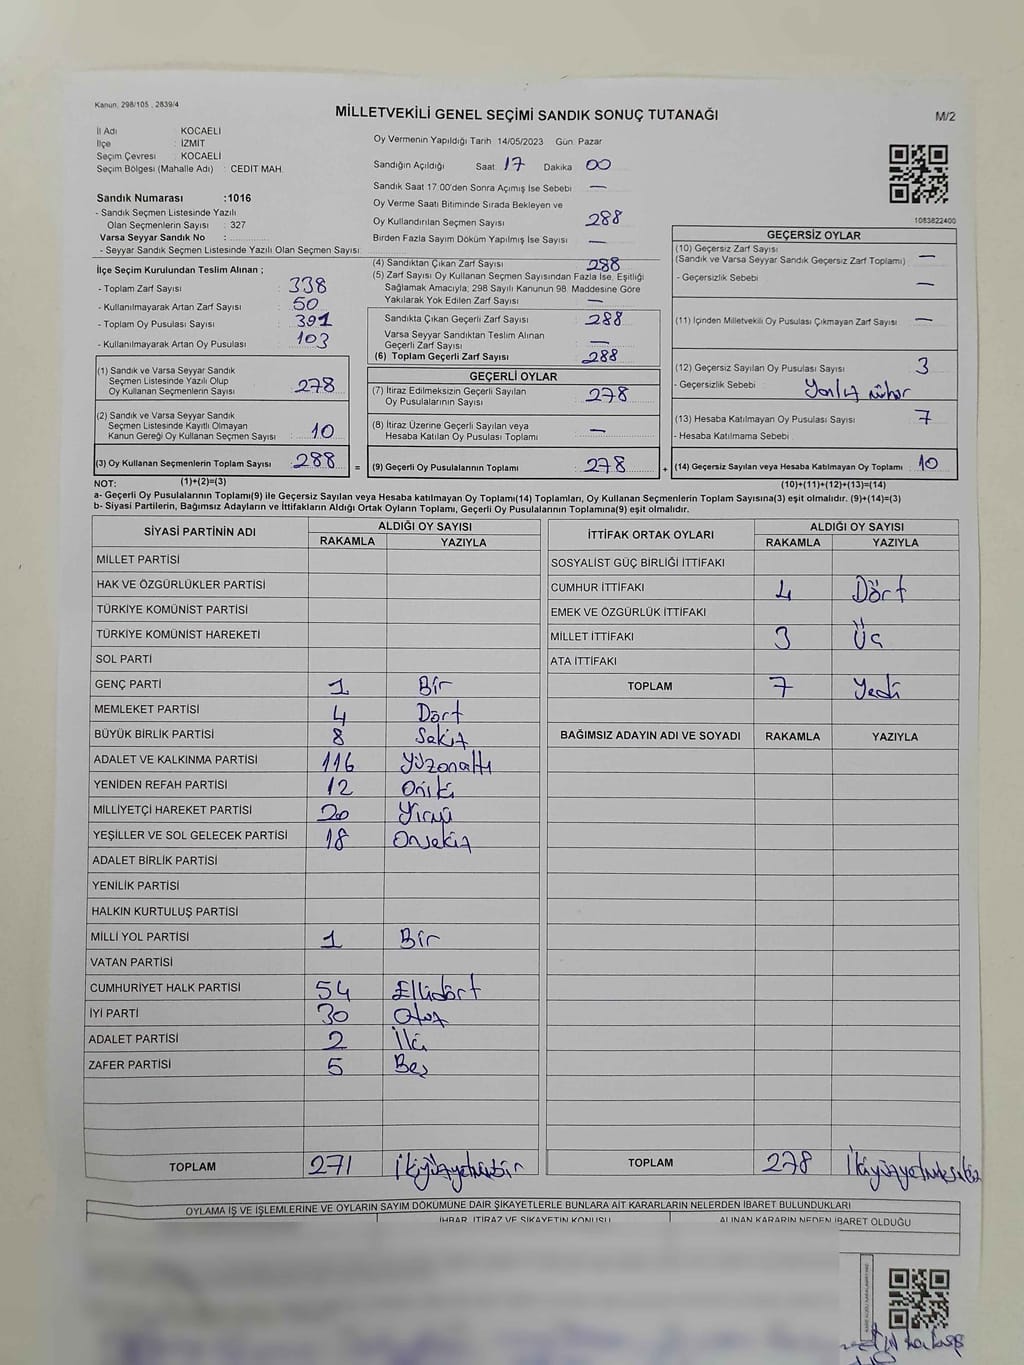 Kanun, 298/105 , 2839/4
MİLLETVEKİLİ GENEL SEÇİMİ SANDIK SONUÇ TUTANAĞI
M/2
İl Adı : KOCAELİ
İlçe : İZMİT
Seçim Çevresi : KOCAELİ
Seçim Bölgesi (Mahalle Adı) : CEDIT MAH.
Sandık Numarası :1016
- Sandık Seçmen Listesinde Yazılı
Olan Seçmenlerin Sayısı : 327
Varsa Seyyar Sandık No :
- Seyyar Sandık Seçmen Listesinde Yazılı Olan Seçmen Sayısı:
İlçe Seçim Kurulundan Teslim Alınan ;
- Toplam Zarf Sayısı : 338
- Kullanılmayarak Artan Zarf Sayısı : 50
- Toplam Oy Pusulası Sayısı : 391
- Kullanılmayarak Artan Oy Pusulası : 103
(1) Sandık ve Varsa Seyyar Sandık
Seçmen Listesinde Yazılı Olup
Oy Kullanan Seçmenlerin Sayısı : 278
(2) Sandık ve Varsa Seyyar Sandık
Seçmen Listesinde Kayıtlı Olmayan
Kanun Gereği Oy Kullanan Seçmen Sayısı : 10
(3) Oy Kullanan Seçmenlerin Toplam Sayısı : 288
Oy Vermenin Yapıldığı Tarih 14/05/2023 Gün Pazar
Sandığın Açıldığı Saat 17 Dakika 00
Sandık Saat 17:00'den Sonra Açımış İse Sebebi —
Oy Verme Saati Bitiminde Sırada Bekleyen ve
Oy Kullandırılan Seçmen Sayısı 288
Birden Fazla Sayım Döküm Yapılmış İse Sayısı —
(4) Sandıktan Çıkan Zarf Sayısı 288
(5) Zarf Sayısı Oy Kullanan Seçmen Sayısından Fazla İse, Eşitliği
Sağlamak Amacıyla; 298 Sayılı Kanunun 98. Maddesine Göre
Yakılarak Yok Edilen Zarf Sayısı —
Sandıkta Çıkan Geçerli Zarf Sayısı : 288
Varsa Seyyar Sandıktan Teslim Alınan
Geçerli Zarf Sayısı : —
(6) Toplam Geçerli Zarf Sayısı : 288
GEÇERLİ OYLAR
(7) İtiraz Edilmeksizin Geçerli Sayılan
Oy Pusulalarının Sayısı : 278
(8) İtiraz Üzerine Geçerli Sayılan veya
Hesaba Katılan Oy Pusulası Toplamı : —
= (9) Geçerli Oy Pusulalarının Toplamı : 278 +
1083822400
GEÇERSİZ OYLAR
(10) Geçersiz Zarf Sayısı
(Sandık ve Varsa Seyyar Sandık Geçersiz Zarf Toplamı) : —
- Geçersizlik Sebebi : —
(11) İçinden Milletvekili Oy Pusulası Çıkmayan Zarf Sayısı : —
(12) Geçersiz Sayılan Oy Pusulası Sayısı : 3
- Geçersizlik Sebebi :
(13) Hesaba Katılmayan Oy Pusulası Sayısı : 7
- Hesaba Katılmama Sebebi :
(14) Geçersiz Sayılan veya Hesaba Katılmayan Oy Toplamı : 10
NOT: (1)+(2)=(3) (10)+(11)+(12)+(13)=(14)
a- Geçerli Oy Pusulalarının Toplamı(9) ile Geçersiz Sayılan veya Hesaba katılmayan Oy Toplamı(14) Toplamları, Oy Kullanan Seçmenlerin Toplam Sayısına(3) eşit olmalıdır. (9)+(14)=(3)
b- Siyasi Partilerin, Bağımsız Adayların ve İttifakların Aldığı Ortak Oyların Toplamı, Geçerli Oy Pusulalarının Toplamına(9) eşit olmalıdır.
SİYASİ PARTİNİN ADI ALDIĞI OY SAYISI
RAKAMLA YAZIYLA
MİLLET PARTİSİ
HAK VE ÖZGÜRLÜKLER PARTİSİ
TÜRKİYE KOMÜNİST PARTİSİ
TÜRKİYE KOMÜNİST HAREKETİ
SOL PARTİ
GENÇ PARTİ 1 Bir
MEMLEKET PARTİSİ 4 Dört
BÜYÜK BİRLİK PARTİSİ 8 Sekiz
ADALET VE KALKINMA PARTİSİ 116 Yüzonaltı
YENİDEN REFAH PARTİSİ 12 Oniki
MİLLİYETÇİ HAREKET PARTİSİ 20 Yirmi
YEŞİLLER VE SOL GELECEK PARTİSİ 18 Onsekiz
ADALET BİRLİK PARTİSİ
YENİLİK PARTİSİ
HALKIN KURTULUŞ PARTİSİ
MİLLİ YOL PARTİSİ 1 Bir
VATAN PARTİSİ
CUMHURİYET HALK PARTİSİ 54 Ellidört
İYİ PARTİ 30 Otuz
ADALET PARTİSİ 2 İki
ZAFER PARTİSİ 5 Beş
TOPLAM 271 İkiyüzyetmişbir
İTTİFAK ORTAK OYLARI ALDIĞI OY SAYISI
RAKAMLA YAZIYLA
SOSYALİST GÜÇ BİRLİĞİ İTTİFAKI
CUMHUR İTTİFAKI 4 Dört
EMEK VE ÖZGÜRLÜK İTTİFAKI
MİLLET İTTİFAKI 3 Üç
ATA İTTİFAKI
TOPLAM 7 Yedi
BAĞIMSIZ ADAYIN ADI VE SOYADI RAKAMLA YAZIYLA
TOPLAM 278 İkiyüzyetmişsekiz
OYLAMA İŞ VE İŞLEMLERİNE VE OYLARIN SAYIM DÖKÜMÜNE DAİR ŞİKAYETLERLE BUNLARA AİT KARARLARIN NELERDEN İBARET BULUNDUKLARI
İHBAR, İTİRAZ VE ŞİKAYETİN KONUSU ALINAN KARARIN NEDEN İBARET OLDUĞU